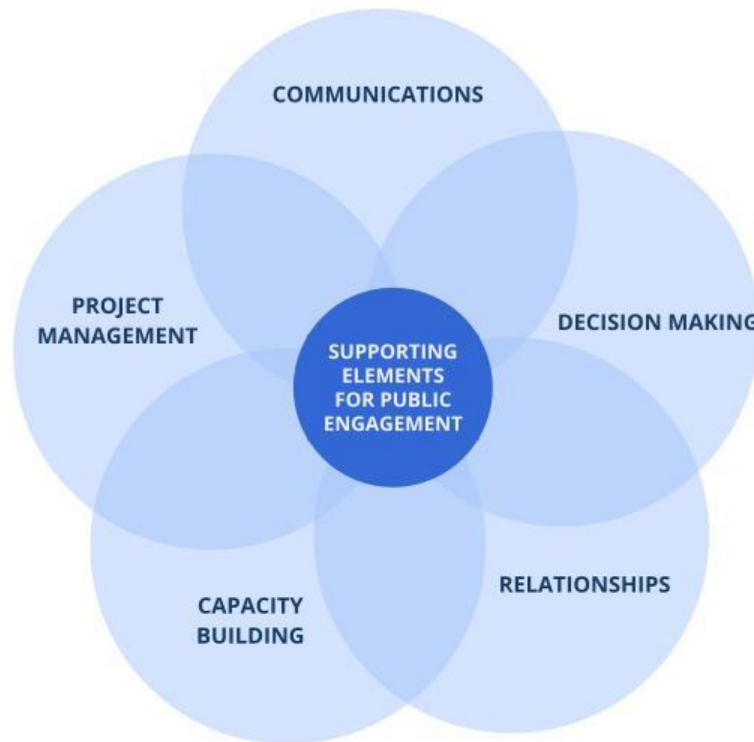 COMMUNICATIONS
PROJECT
MANAGEMENT
DECISION MAKING
SUPPORTING
ELEMENTS
FOR PUBLIC
ENGAGEMENT
CAPACITY
BUILDING
RELATIONSHIPS